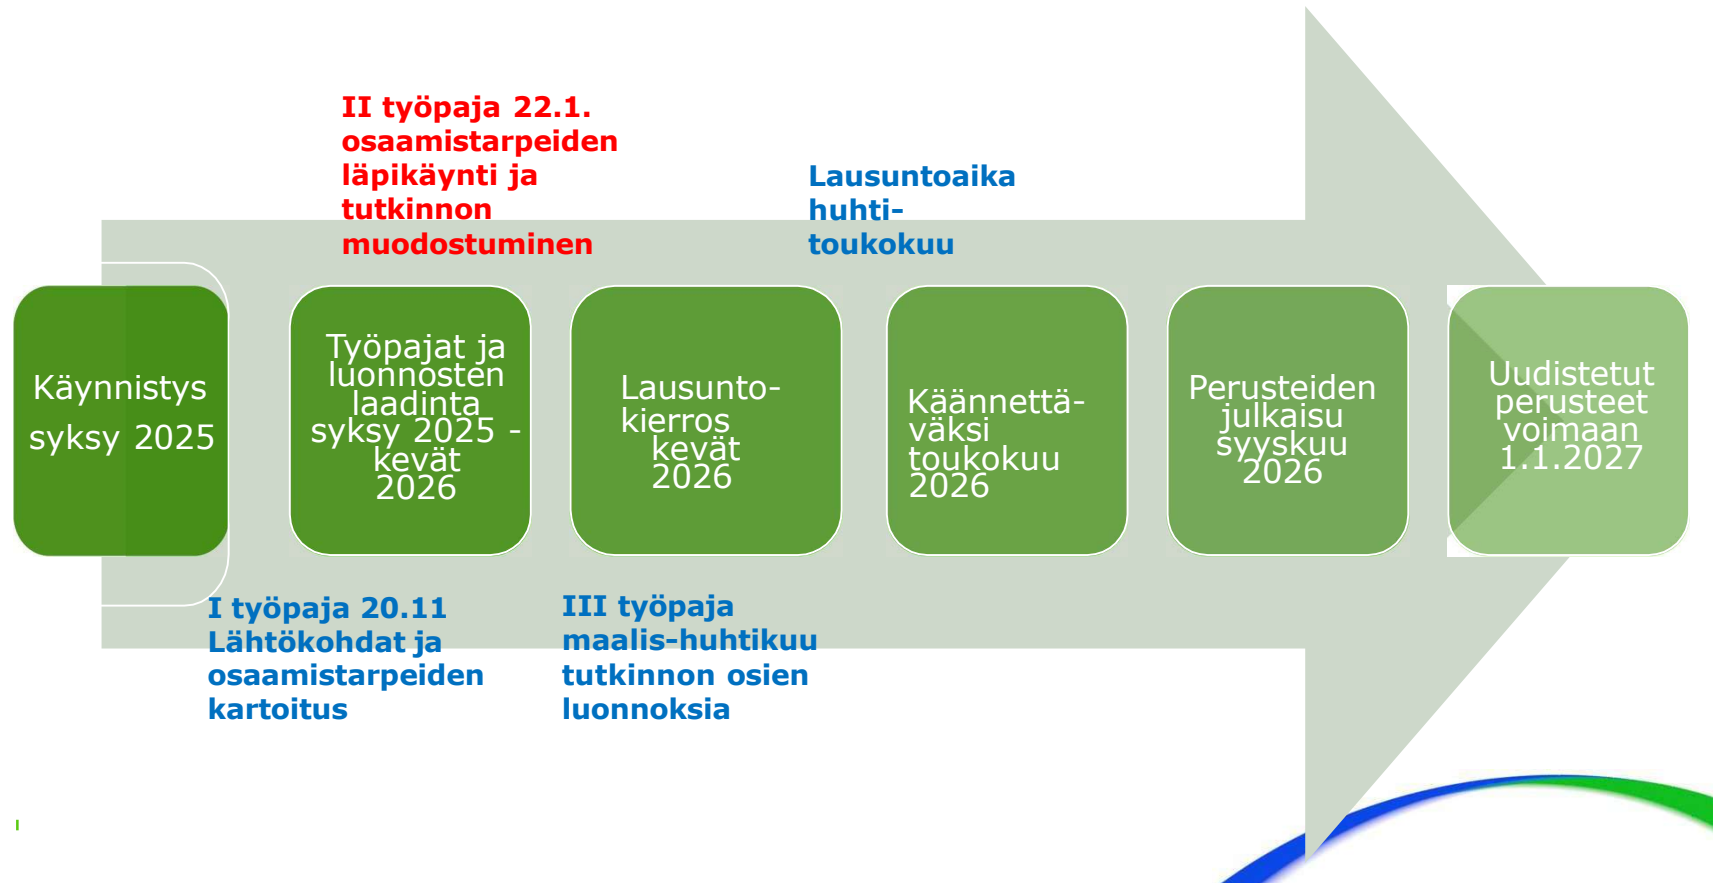 II työpaja 22.1.
osaamistarpeiden
läpikäynti ja
tutkinnon
muodostuminen
Lausuntoaika
huhti-
toukokuu
Käynnistys
syksy 2025
Työpajat ja
luonnosten
laadinta
syksy 2025 -
kevät
2026
Lausunto-
kierros
kevät
2026
Käännettä-
väksi
toukokuu
2026
Perusteiden
julkaisu
syyskuu
2026
Uudistetut
perusteet
voimaan
1.1.2027
I työpaja 20.11
Lähtökohdat ja
osaamistarpeiden
kartoitus
III työpaja
maalis-huhtikuu
tutkinnon osien
luonnoksia